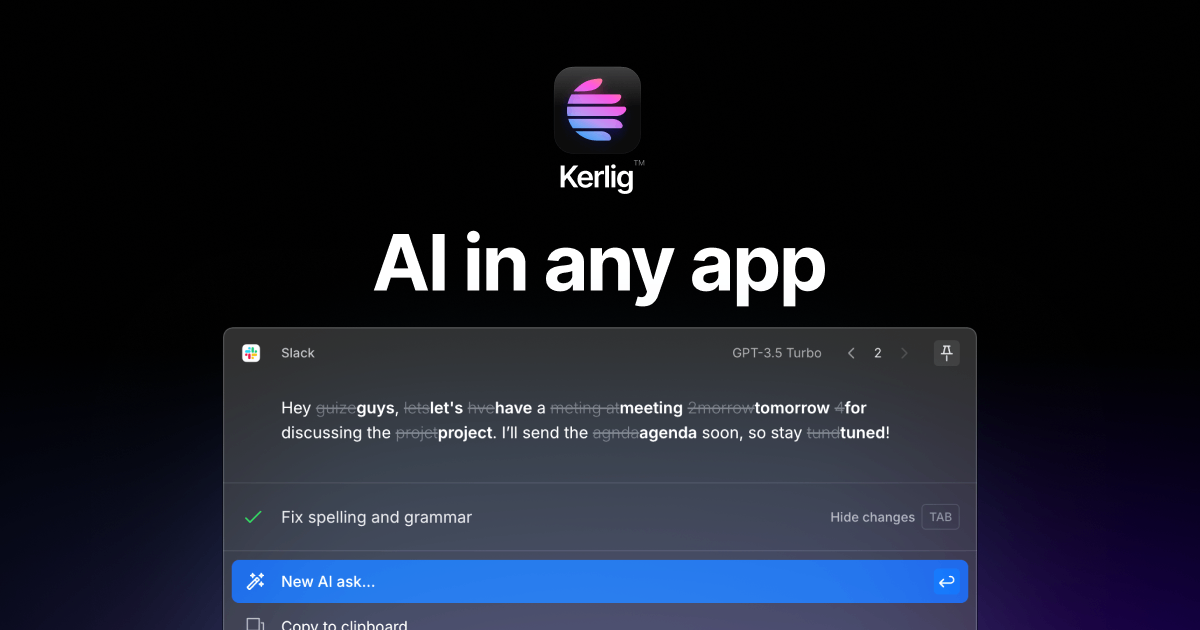 Kerlig™
AI in any app
Slack GPT-3.5 Turbo 2
Hey guizeguys, letslet's hvehave a meting atmeeting 2morrowtomorrow 4for
discussing the projetproject. I’ll send the agndaagenda soon, so stay tundtuned!
Fix spelling and grammar Hide changes TAB
New AI ask...
Copy to clipboard